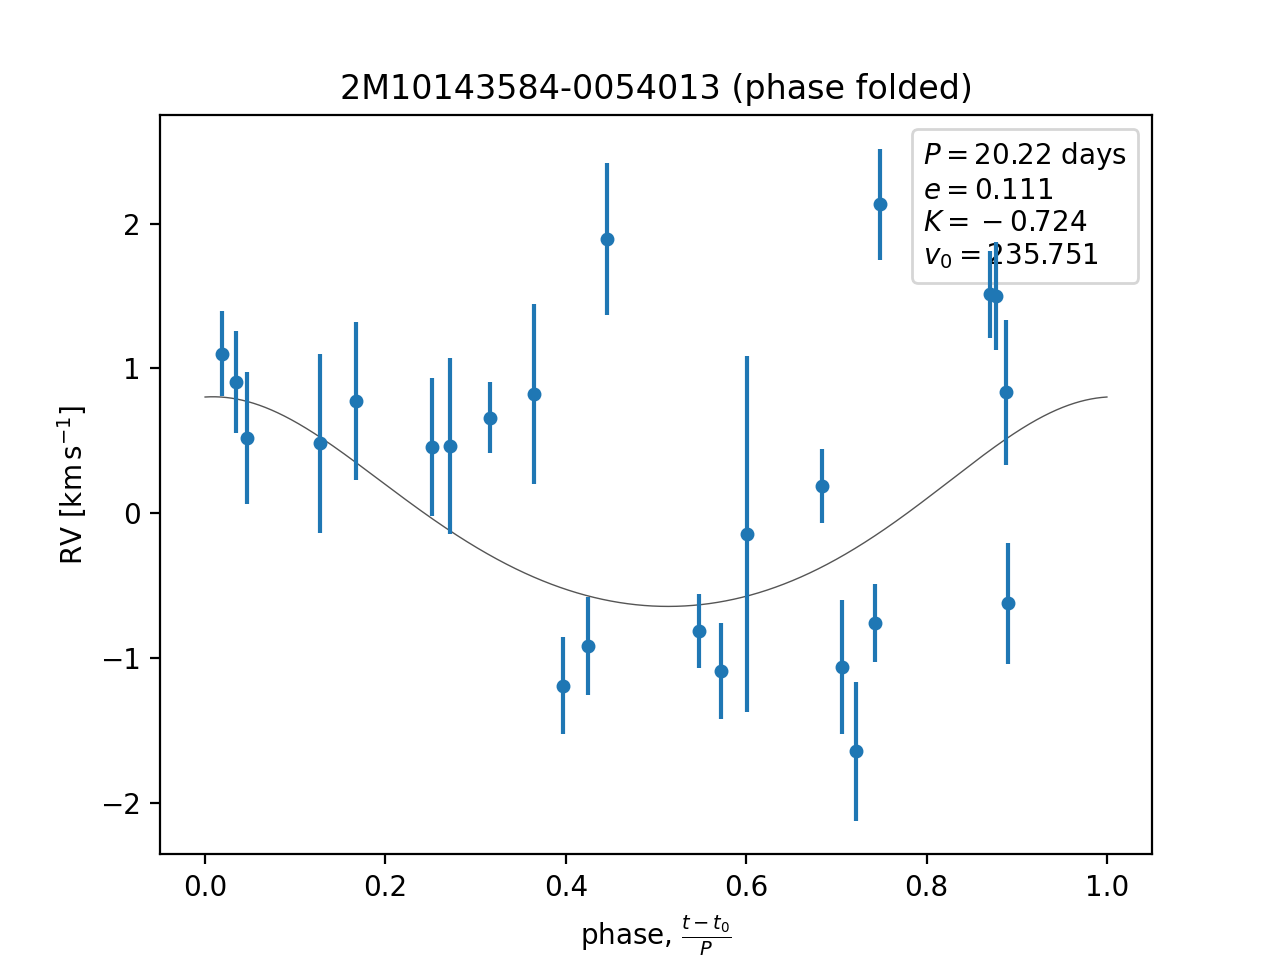 2M10143584-0054013 (phase folded)
P = 20.22 days
e = 0.111
K = −0.724
v₀ = 235.751
2
1
0
−1
−2
RV [km s⁻¹]
0.0 0.2 0.4 0.6 0.8 1.0
phase, (t − t₀)/P